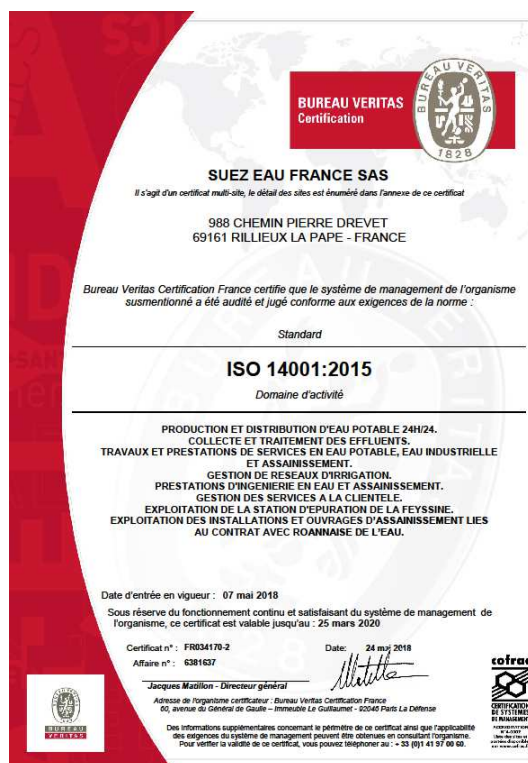 BUREAU VERITAS
Certification
BUREAU VERITAS
1828
SUEZ EAU FRANCE SAS
Il s'agit d'un certificat multi-site, le détail des sites est énuméré dans l'annexe de ce certificat
988 CHEMIN PIERRE DREVET
69161 RILLIEUX LA PAPE - FRANCE
Bureau Veritas Certification France certifie que le système de management de l'organisme
susmentionné a été audité et jugé conforme aux exigences de la norme :
Standard
ISO 14001:2015
Domaine d'activité
PRODUCTION ET DISTRIBUTION D'EAU POTABLE 24H/24.
COLLECTE ET TRAITEMENT DES EFFLUENTS.
TRAVAUX ET PRESTATIONS DE SERVICES EN EAU POTABLE, EAU INDUSTRIELLE
ET ASSAINISSEMENT.
GESTION DE RESEAUX D'IRRIGATION.
PRESTATIONS D'INGENIERIE EN EAU ET ASSAINISSEMENT.
GESTION DES SERVICES A LA CLIENTELE.
EXPLOITATION DE LA STATION D'EPURATION DE LA FEYSSINE.
EXPLOITATION DES INSTALLATIONS ET OUVRAGES D'ASSAINISSEMENT LIES
AU CONTRAT AVEC ROANNAISE DE L'EAU.
Date d'entrée en vigueur : 07 mai 2018
Sous réserve du fonctionnement continu et satisfaisant du système de management de
l'organisme, ce certificat est valable jusqu'au : 25 mars 2020
Certificat n° : FR034170-2 Date: 24 mai 2018
Affaire n° : 6381637
Jacques Matillon - Directeur général
Adresse de l'organisme certificateur : Bureau Veritas Certification France
60, avenue du Général de Gaulle – Immeuble Le Guillaumet - 92046 Paris La Défense
Des informations supplémentaires concernant le périmètre de ce certificat ainsi que l'applicabilité
des exigences du système de management peuvent être obtenues en consultant l'organisme.
Pour vérifier la validité de ce certificat, vous pouvez téléphoner au : + 33 (0)1 41 97 00 60.
BUREAU
VERITAS
cofrac
CERTIFICATION
DE SYSTEMES
DE MANAGEMENT